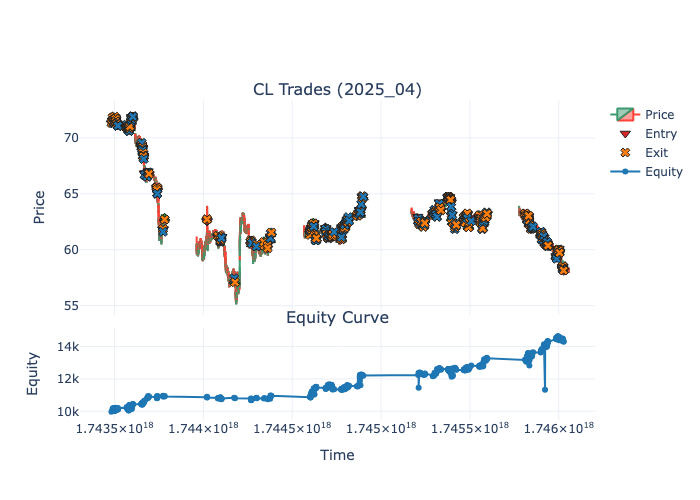 CL Trades (2025_04)
Price
Entry
Exit
Equity
70
65
60
55
Price
Equity Curve
14k
12k
10k
Equity
1.7435×10¹⁸ 1.744×10¹⁸ 1.7445×10¹⁸ 1.745×10¹⁸ 1.7455×10¹⁸ 1.746×10¹⁸
Time